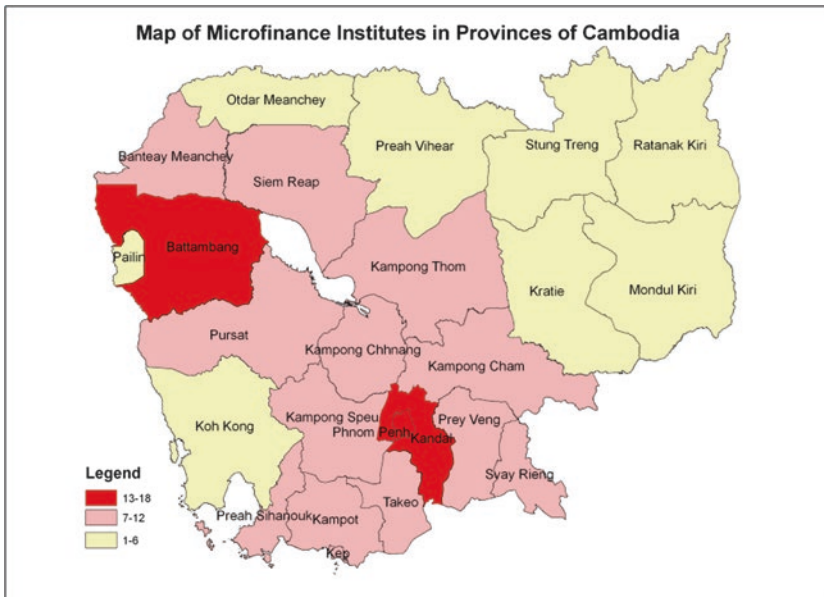 Map of Microfinance Institutes in Provinces of Cambodia
Otdar Meanchey
Banteay Meanchey
Preah Vihear
Stung Treng
Ratanak Kiri
Siem Reap
Battambang
Pailin
Kampong Thom
Kratie
Mondul Kiri
Pursat
Kampong Chhnang
Kampong Cham
Koh Kong
Kampong Speu
Prey Veng
Phnom Penh
Kandal
Svay Rieng
Takeo
Preah Sihanouk
Kampot
Kep
Legend
13-18
7-12
1-6